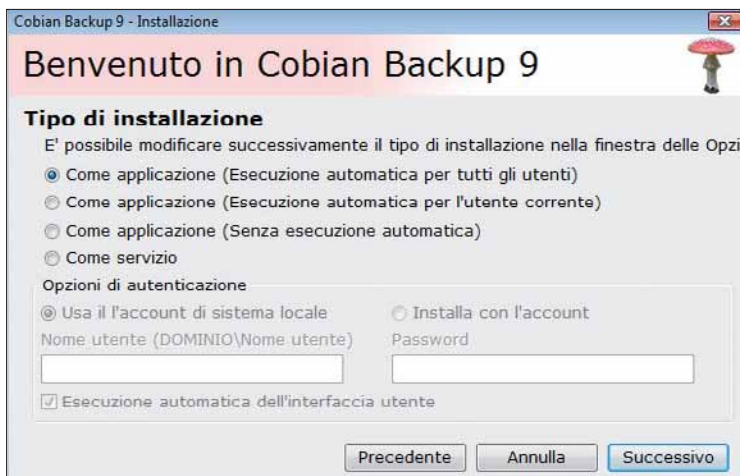 Cobian Backup 9 - Installazione
Benvenuto in Cobian Backup 9
Tipo di installazione
E' possibile modificare successivamente il tipo di installazione nella finestra delle Opzi
Come applicazione (Esecuzione automatica per tutti gli utenti)
Come applicazione (Esecuzione automatica per l'utente corrente)
Come applicazione (Senza esecuzione automatica)
Come servizio
Opzioni di autenticazione
Usa il l'account di sistema locale
Installa con l'account
Nome utente (DOMINIO\Nome utente)
Password
Esecuzione automatica dell'interfaccia utente
Precedente
Annulla
Successivo